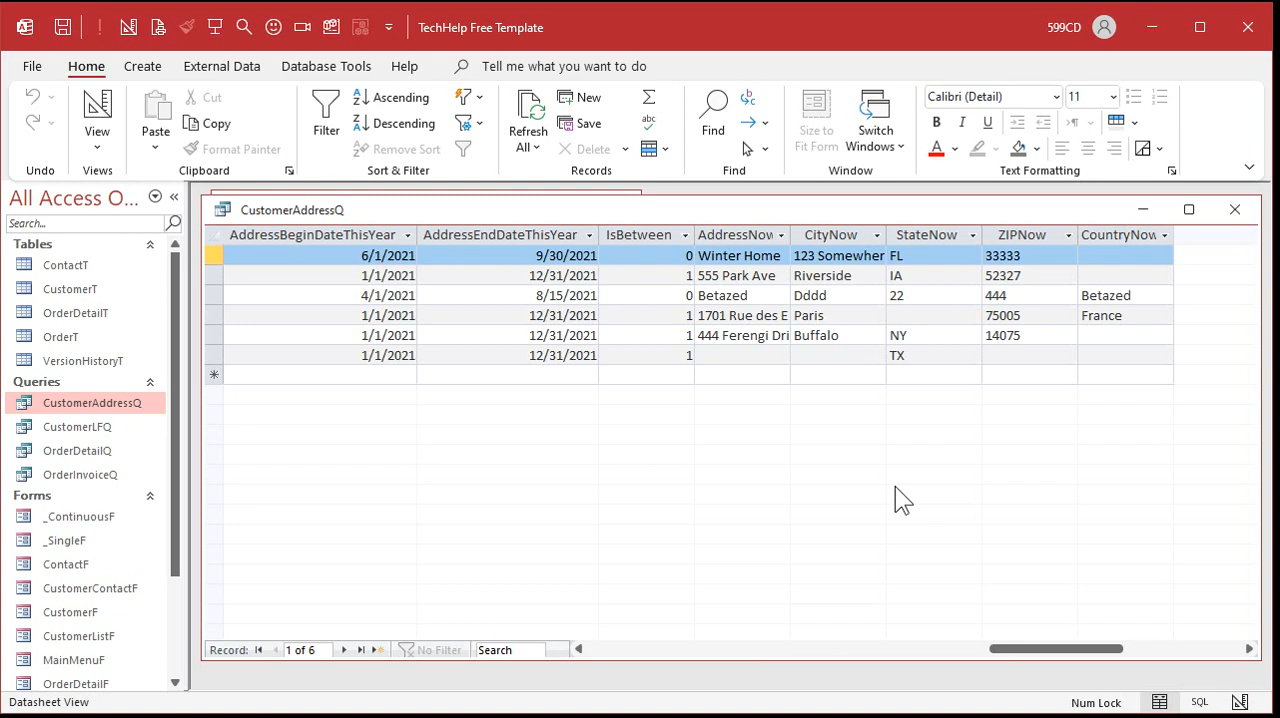 TechHelp Free Template
599CD
File Home Create External Data Database Tools Help Tell me what you want to do
Undo
View
Views
Paste
Cut
Copy
Format Painter
Clipboard
Filter
Ascending
Descending
Remove Sort
Sort & Filter
Refresh
All
New
Save
Delete
Records
Find
Find
Size to
Fit Form
Switch
Windows
Window
Calibri (Detail) 11
B I U
Text Formatting
All Access O...
Search...
Tables
ContactT
CustomerT
OrderDetailT
OrderT
VersionHistoryT
Queries
CustomerAddressQ
CustomerLFQ
OrderDetailQ
OrderInvoiceQ
Forms
_ContinuousF
_SingleF
ContactF
CustomerContactF
CustomerF
CustomerListF
MainMenuF
OrderDetailF
CustomerAddressQ
AddressBeginDateThisYear AddressEndDateThisYear IsBetween AddressNow CityNow StateNow ZIPNow CountryNow
6/1/2021 9/30/2021 0 Winter Home 123 Somewher FL 33333
1/1/2021 12/31/2021 1 555 Park Ave Riverside IA 52327
4/1/2021 8/15/2021 0 Betazed Dddd 22 444 Betazed
1/1/2021 12/31/2021 1 1701 Rue des E Paris 75005 France
1/1/2021 12/31/2021 1 444 Ferengi Dri Buffalo NY 14075
1/1/2021 12/31/2021 1 TX
Record: 1 of 6 No Filter Search
Datasheet View
Num Lock SQL